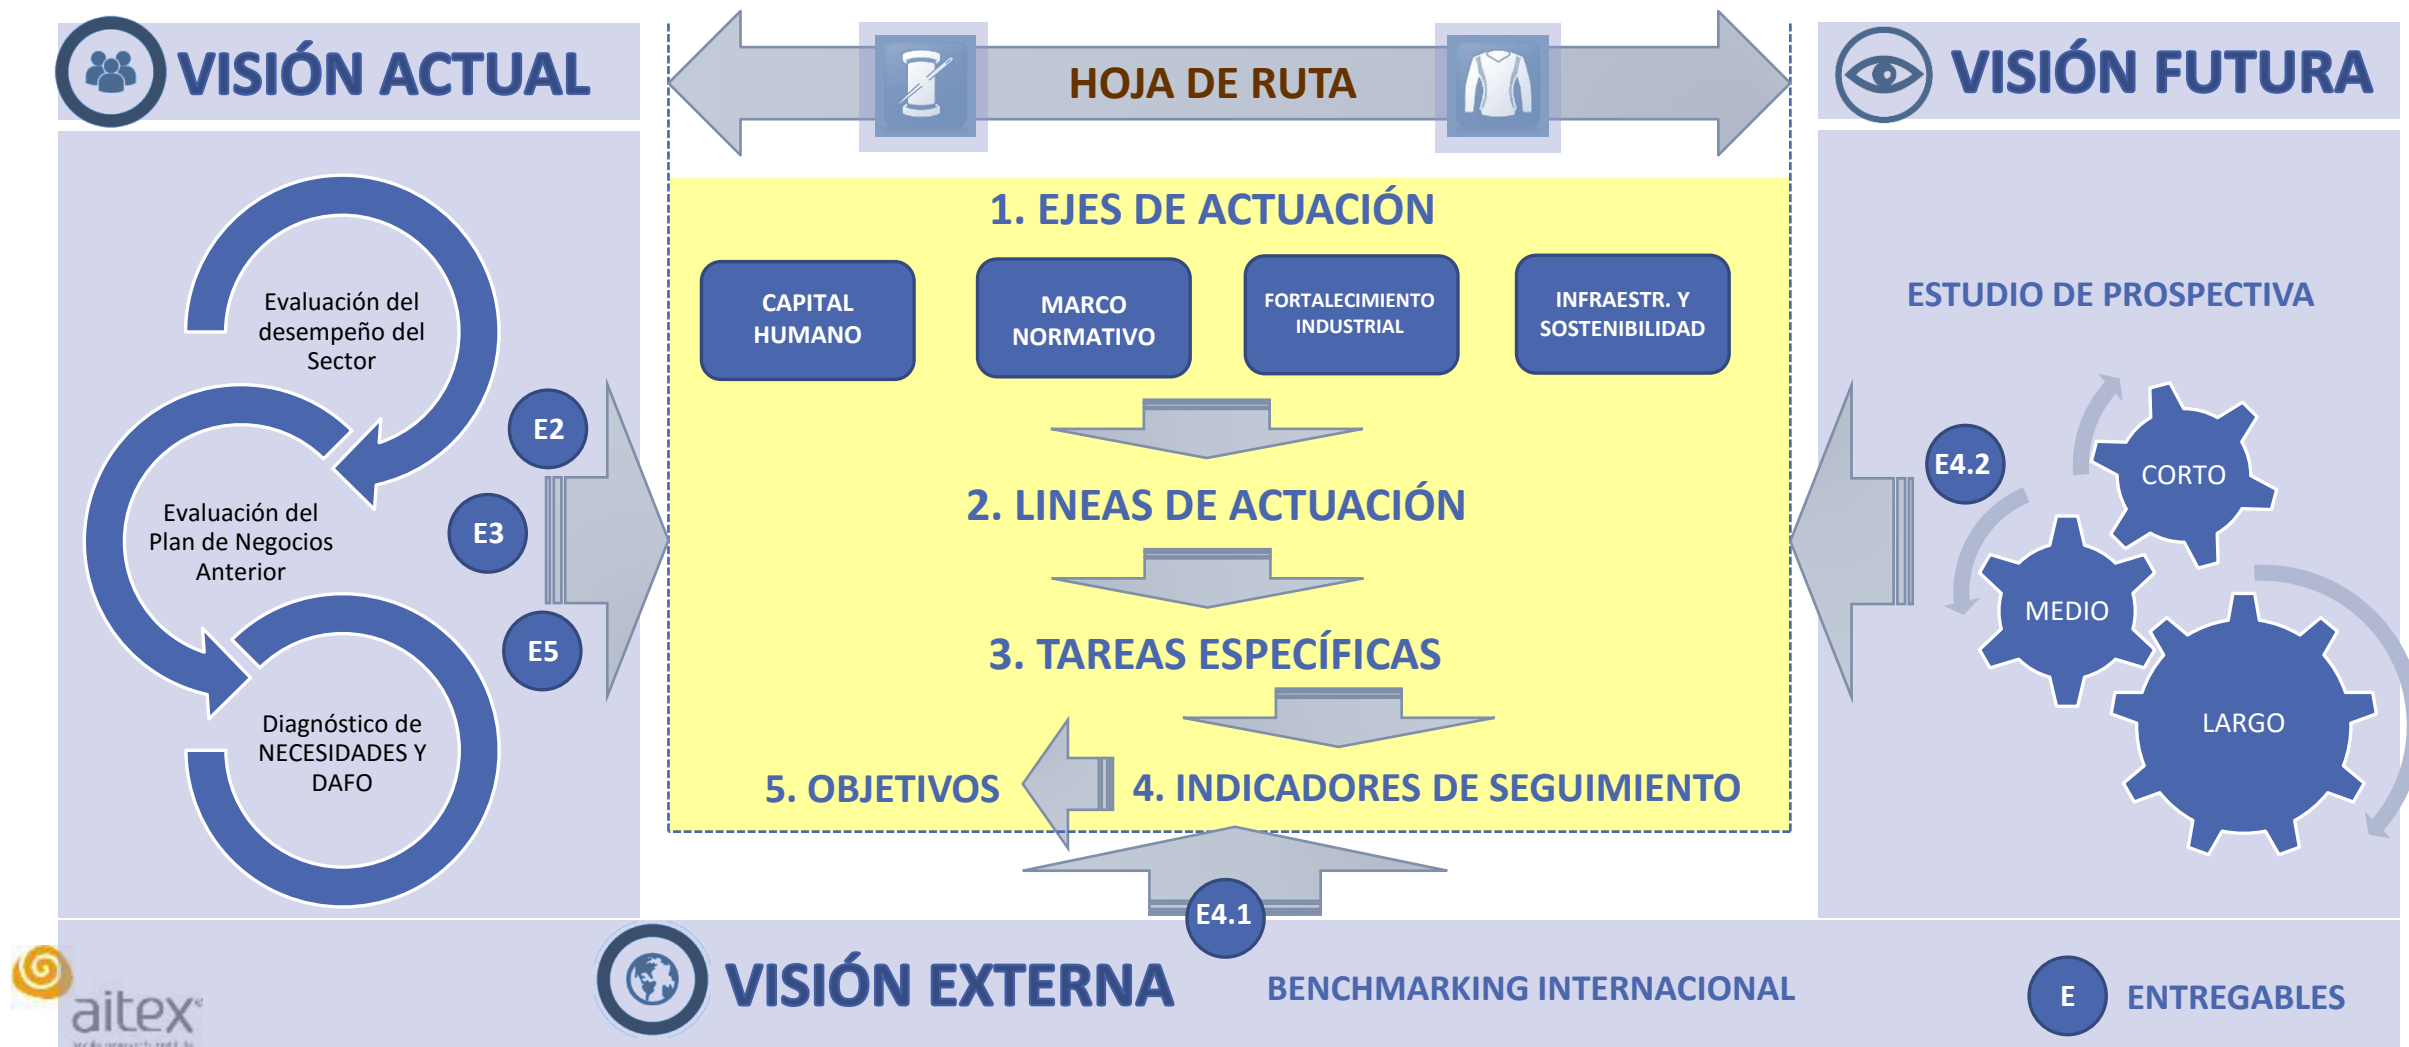 VISIÓN ACTUAL
HOJA DE RUTA
VISIÓN FUTURA
Evaluación del
desempeño del
Sector
Evaluación del
Plan de Negocios
Anterior
Diagnóstico de
NECESIDADES Y
DAFO
E2
E3
E5
1. EJES DE ACTUACIÓN
CAPITAL
HUMANO
MARCO
NORMATIVO
FORTALECIMIENTO
INDUSTRIAL
INFRAESTR. Y
SOSTENIBILIDAD
2. LINEAS DE ACTUACIÓN
3. TAREAS ESPECÍFICAS
5. OBJETIVOS
4. INDICADORES DE SEGUIMIENTO
ESTUDIO DE PROSPECTIVA
E4.2
CORTO
MEDIO
LARGO
E4.1
aitex
VISIÓN EXTERNA
BENCHMARKING INTERNACIONAL
E
ENTREGABLES